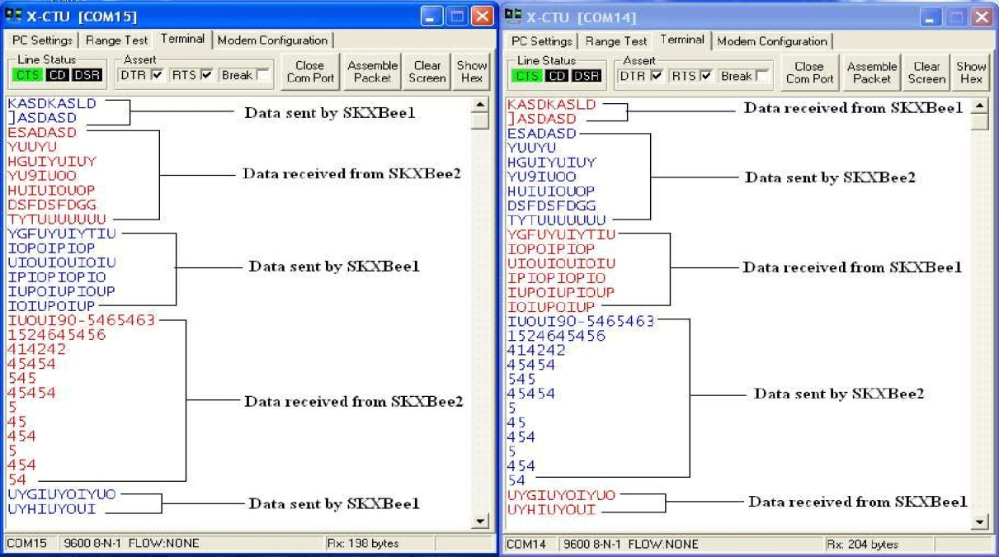 X-CTU [COM15]
PC Settings Range Test Terminal Modem Configuration
Line Status Assert
CTS CD DSR DTR RTS Break
Close Com Port
Assemble Packet
Clear Screen
Show Hex
KASDKASLD
]ASDASD
Data sent by SKXBee1
ESADASD
YUUYU
HGUIYUIUY
YU9IUOO
HUIUIOUOP
DSFDSFDGG
TYTUUUUUUU
Data received from SKXBee2
YGFUYUIYTIU
IOPOIPIOP
UIOUIOUIOIU
IPIOPIOPIO
IUPOIUPIOUP
IOIUPOIUP
Data sent by SKXBee1
IUOUI90-5465463
1524645456
414242
45454
545
45454
5
45
454
5
454
54
Data received from SKXBee2
UYGIUYOIYUO
UYHIUYOUI
Data sent by SKXBee1
COM15 9600 8-N-1 FLOW:NONE Rx: 198 bytes
X-CTU [COM14]
PC Settings Range Test Terminal Modem Configuration
Line Status Assert
CTS CD DSR DTR RTS Break
Close Com Port
Assemble Packet
Clear Screen
Show Hex
KASDKASLD
]ASDASD
Data received from SKXBee1
ESADASD
YUUYU
HGUIYUIUY
YU9IUOO
HUIUIOUOP
DSFDSFDGG
TYTUUUUUUU
Data sent by SKXBee2
YGFUYUIYTIU
IOPOIPIOP
UIOUIOUIOIU
IPIOPIOPIO
IUPOIUPIOUP
IOIUPOIUP
Data received from SKXBee1
IUOUI90-5465463
1524645456
414242
45454
545
45454
5
45
454
5
454
54
Data sent by SKXBee2
UYGIUYOIYUO
UYHIUYOUI
Data received from SKXBee1
COM14 9600 8-N-1 FLOW:NONE Rx: 204 bytes